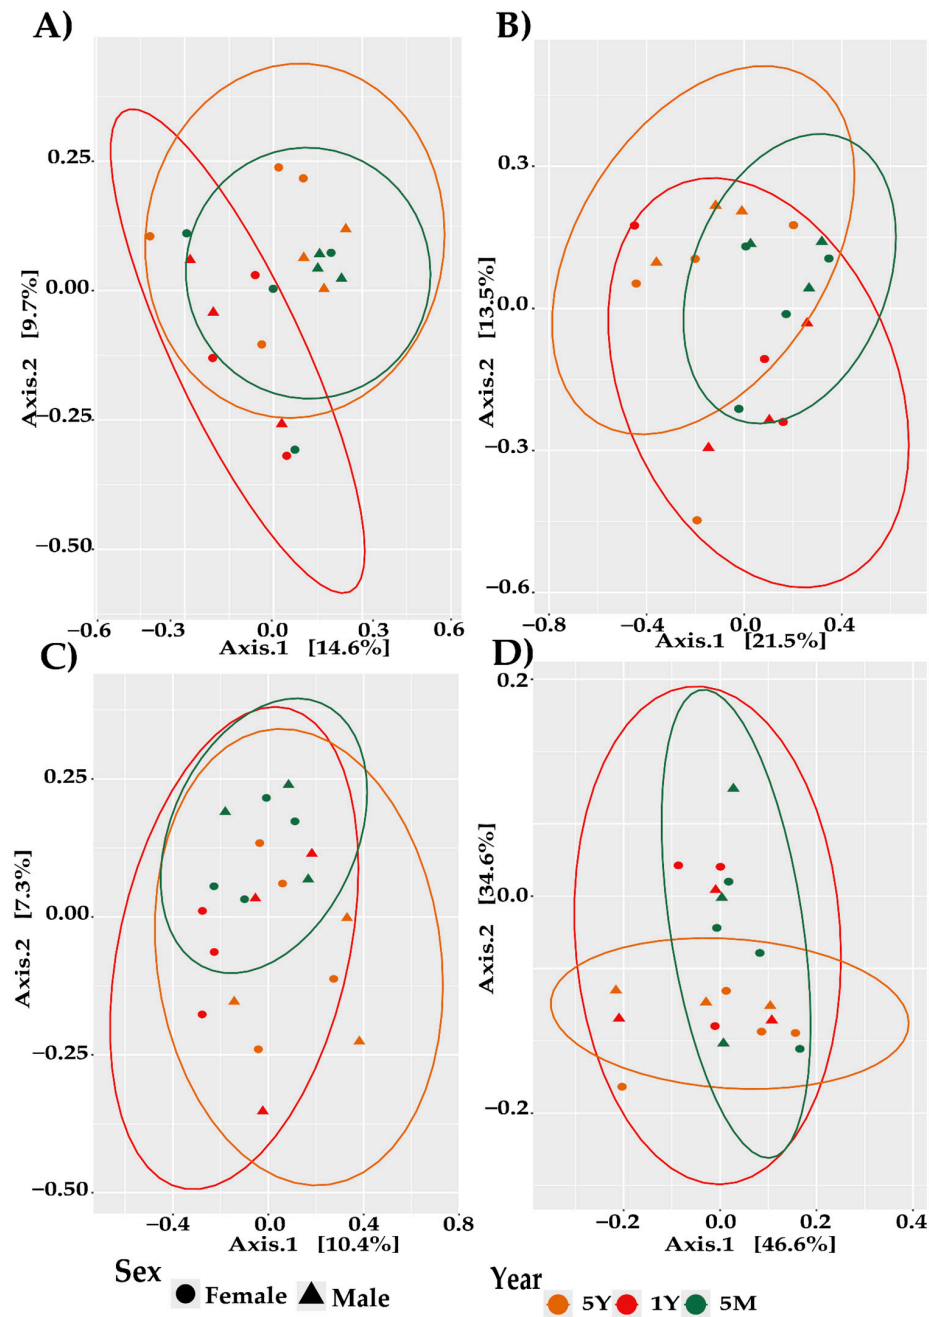 A)
B)
0.25
0.00
−0.25
−0.50
Axis.2 [9.7%]
−0.6
−0.3
0.0
0.3
0.6
Axis.1 [14.6%]
0.3
0.0
−0.3
−0.6
Axis.2 [13.5%]
−0.8
−0.4
0.0
0.4
Axis.1 [21.5%]
C)
D)
0.25
0.00
−0.25
−0.50
Axis.2 [7.3%]
−0.4
0.0
0.4
0.8
Axis.1 [10.4%]
0.2
0.0
−0.2
Axis.2 [34.6%]
−0.2
0.0
0.2
0.4
Axis.1 [46.6%]
Sex
Female
Male
Year
5Y
1Y
5M